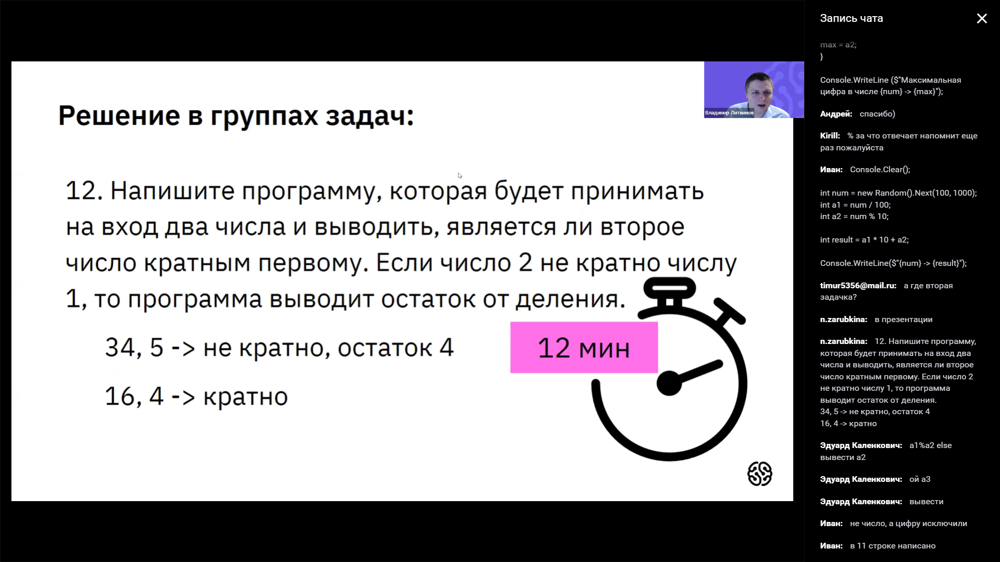 Решение в группах задач:
12. Напишите программу, которая будет принимать
на вход два числа и выводить, является ли второе
число кратным первому. Если число 2 не кратно числу
1, то программа выводит остаток от деления.
34, 5 -> не кратно, остаток 4
12 мин
16, 4 -> кратно
Владимир Литвинов
Запись чата
max = a2;
}
Console.WriteLine ($"Максимальная
цифра в числе {num} -> {max}");
Андрей: спасибо)
Kirill: % за что отвечает напомнит еще
раз пожалуйста
Иван: Console.Clear();
int num = new Random().Next(100, 1000);
int a1 = num / 100;
int a2 = num % 10;
int result = a1 * 10 + a2;
Console.WriteLine($"{num} -> {result}");
timur5356@mail.ru: а где вторая
задачка?
n.zarubkina: в презентации
n.zarubkina: 12. Напишите программу,
которая будет принимать на вход два
числа и выводить, является ли второе
число кратным первому. Если число 2
не кратно числу 1, то программа
выводит остаток от деления.
34, 5 -> не кратно, остаток 4
16, 4 -> кратно
Эдуард Каленкович: a1%a2 else
вывести a2
Эдуард Каленкович: ой а3
Эдуард Каленкович: вывести
Иван: не число, а цифру исключили
Иван: в 11 строке написано